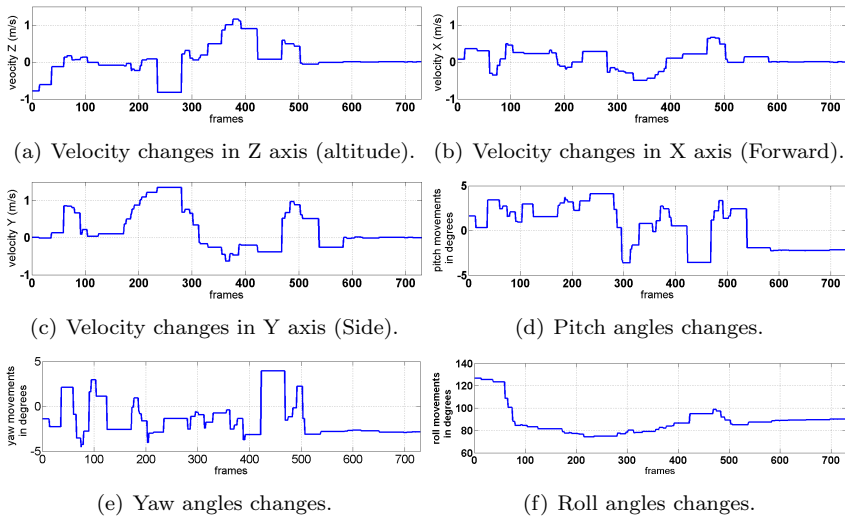 veocity Z (m/s)
1
0
-1
0 100 200 300 400 500 600 700
frames
(a) Velocity changes in Z axis (altitude).
velocity X (m/s)
1
0
-1
0 100 200 300 400 500 600 700
frames
(b) Velocity changes in X axis (Forward).
velocity Y (m/s)
1
0
-1
0 100 200 300 400 500 600 700
frames
(c) Velocity changes in Y axis (Side).
pitch movements
in degrees
5
0
-5
0 100 200 300 400 500 600 700
frames
(d) Pitch angles changes.
yaw movements
in degrees
5
0
-5
0 100 200 300 400 500 600 700
frames
(e) Yaw angles changes.
roll movements
in degrees
140
120
100
80
60
0 100 200 300 400 500 600 700
frames
(f) Roll angles changes.